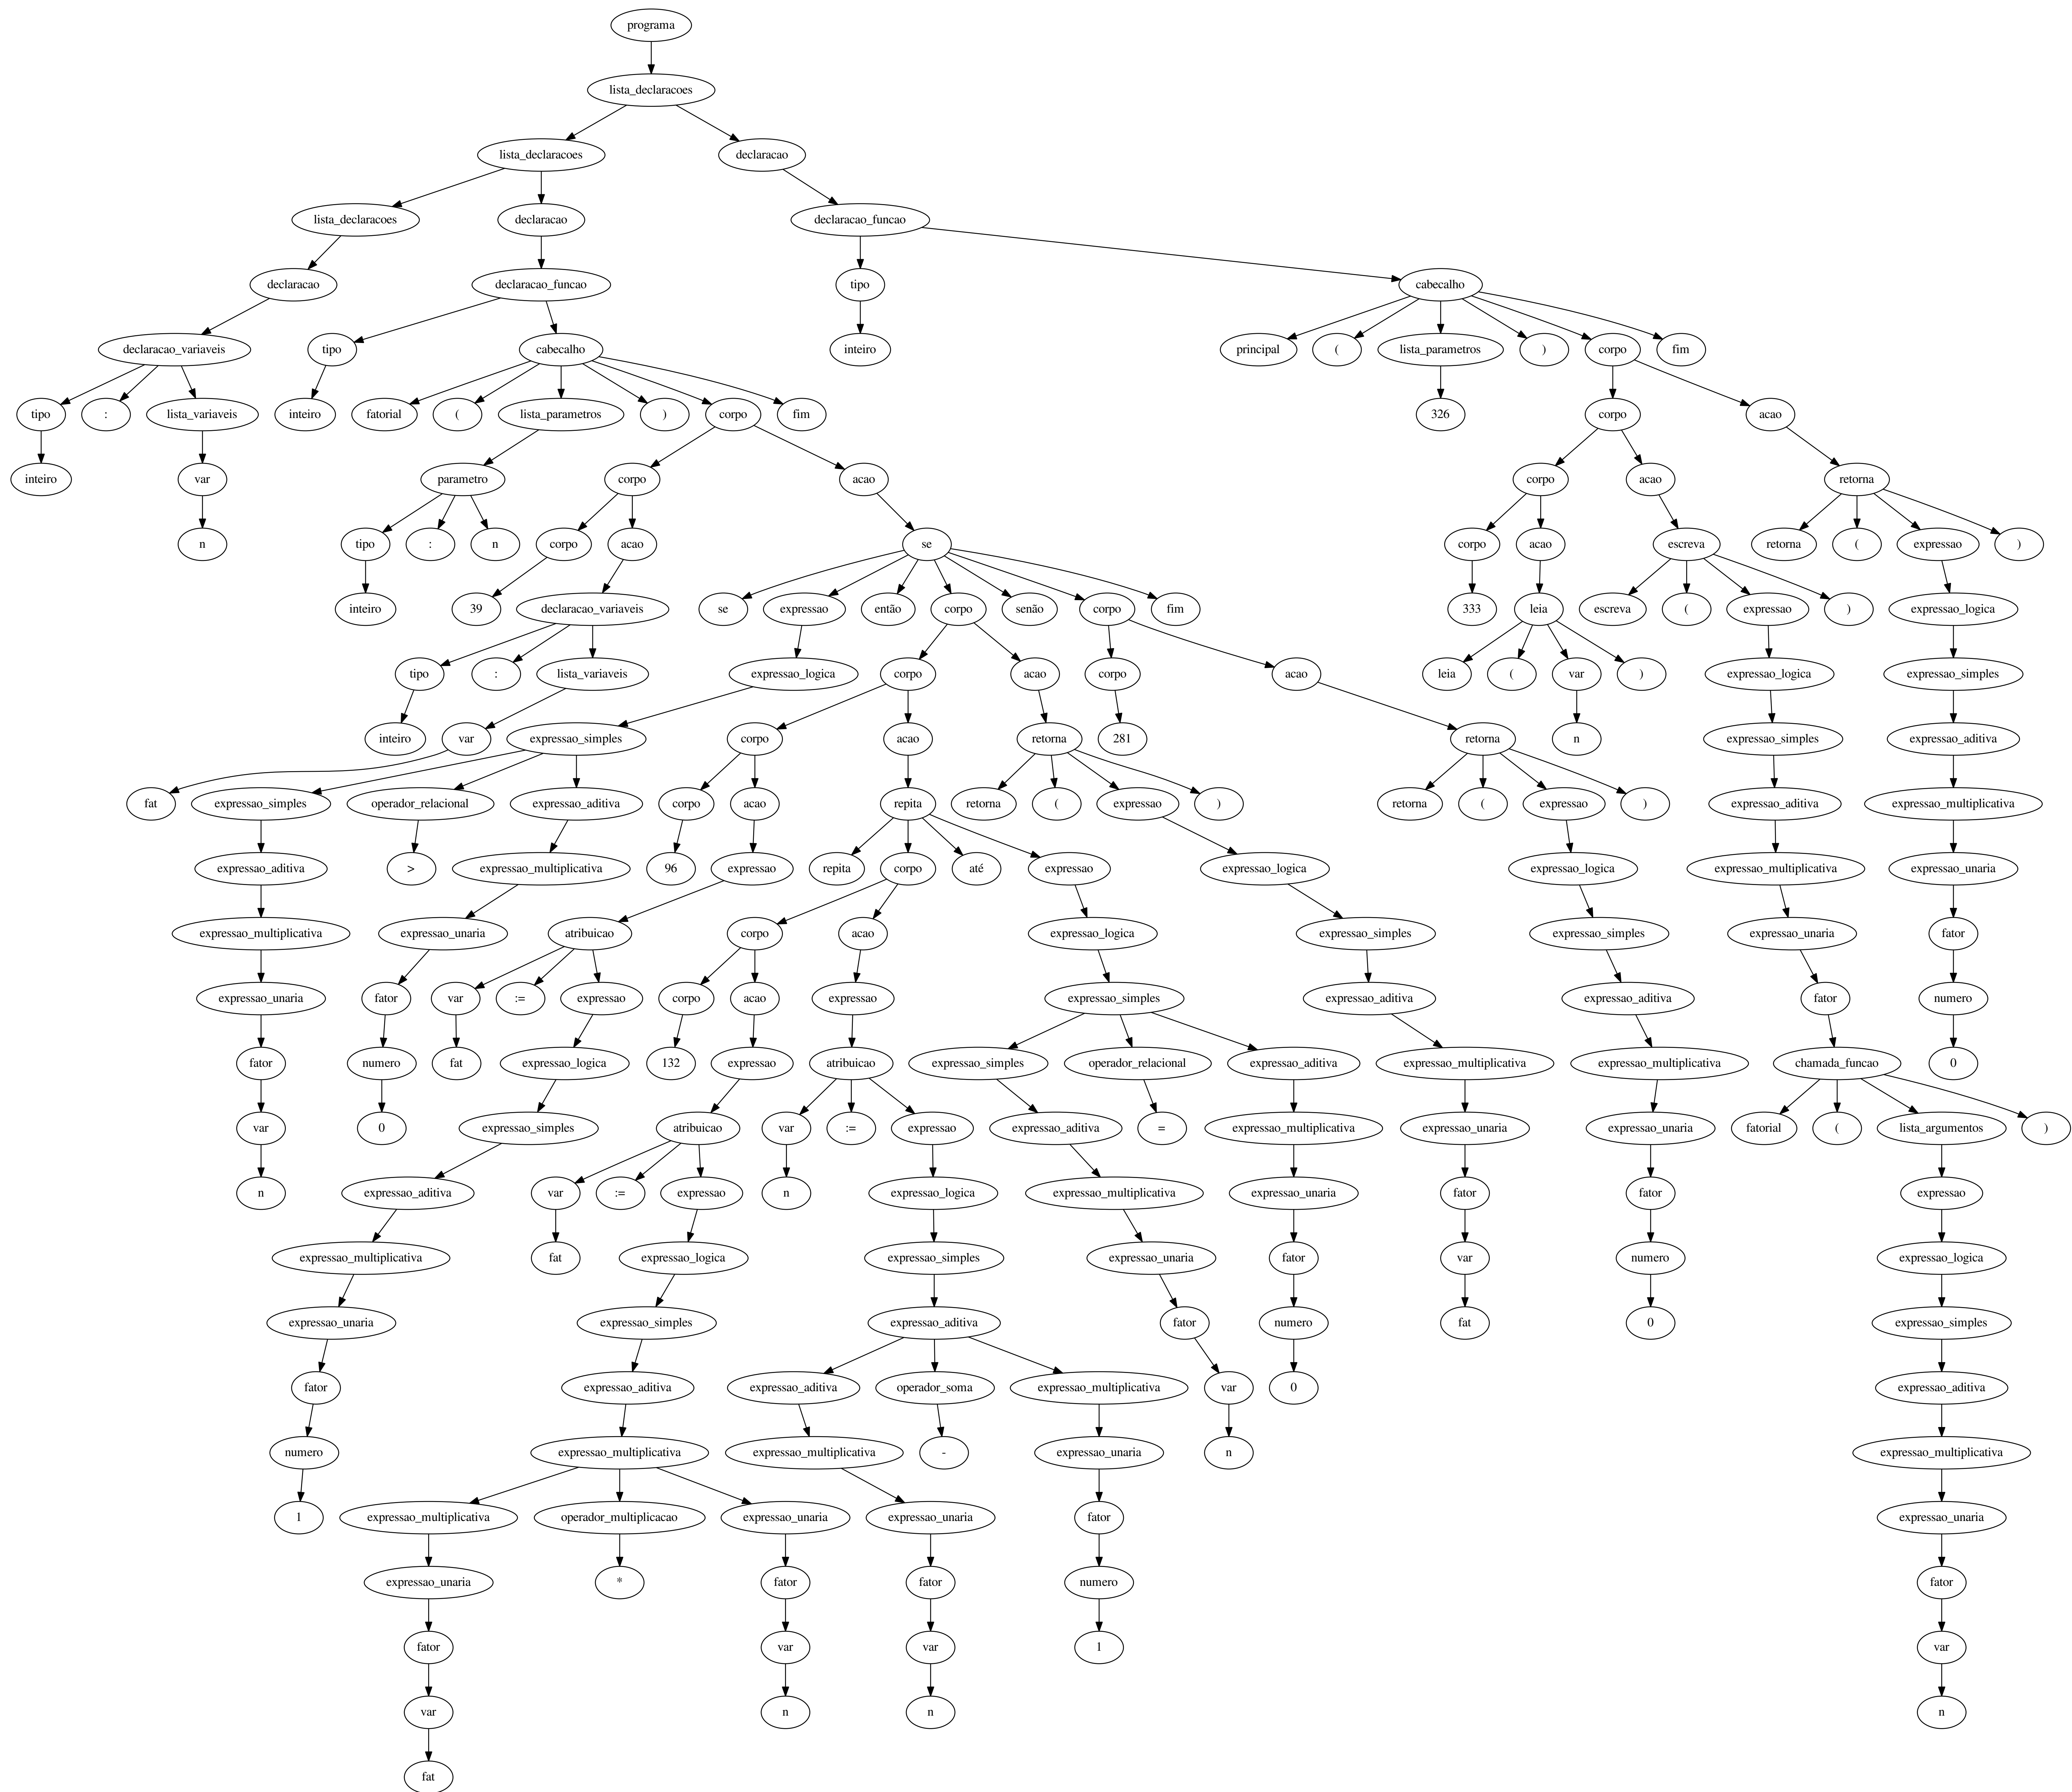 programa
lista_declaracoes
lista_declaracoes declaracao
lista_declaracoes declaracao declaracao_funcao
declaracao declaracao_funcao tipo cabecalho
declaracao_variaveis tipo cabecalho inteiro principal ( lista_parametros ) corpo fim
tipo : lista_variaveis inteiro fatorial ( lista_parametros ) corpo fim 326 corpo acao
inteiro var parametro corpo acao corpo acao retorna
n tipo : n corpo acao se corpo acao escreva retorna ( expressao )
inteiro 39 declaracao_variaveis se expressao então corpo senão corpo fim 333 leia escreva ( expressao ) expressao_logica
tipo : lista_variaveis expressao_logica corpo acao corpo acao leia ( var ) expressao_logica expressao_simples
inteiro var expressao_simples corpo acao retorna 281 retorna n expressao_simples expressao_aditiva
fat expressao_simples operador_relacional expressao_aditiva corpo acao repita retorna ( expressao ) retorna ( expressao ) expressao_aditiva expressao_multiplicativa
expressao_aditiva > expressao_multiplicativa 96 expressao repita corpo até expressao expressao_logica expressao_logica expressao_multiplicativa expressao_unaria
expressao_multiplicativa expressao_unaria atribuicao corpo acao expressao_logica expressao_simples expressao_simples expressao_unaria fator
expressao_unaria fator var := expressao corpo acao expressao expressao_simples expressao_aditiva expressao_aditiva fator numero
fator numero fat expressao_logica 132 expressao atribuicao expressao_simples operador_relacional expressao_aditiva expressao_multiplicativa expressao_multiplicativa chamada_funcao 0
var 0 expressao_simples atribuicao var := expressao expressao_aditiva = expressao_multiplicativa expressao_unaria expressao_unaria fatorial ( lista_argumentos )
n expressao_aditiva var := expressao n expressao_logica expressao_multiplicativa expressao_unaria fator fator expressao
expressao_multiplicativa fat expressao_logica expressao_simples expressao_unaria fator var numero expressao_logica
expressao_unaria expressao_simples expressao_aditiva fator numero fat 0 expressao_simples
fator expressao_aditiva expressao_aditiva operador_soma expressao_multiplicativa var 0 expressao_aditiva
numero expressao_multiplicativa expressao_multiplicativa - expressao_unaria n expressao_multiplicativa
1 expressao_multiplicativa operador_multiplicacao expressao_unaria expressao_unaria fator expressao_unaria
expressao_unaria * fator fator numero fator
fator var var 1 var
var n n n
fat